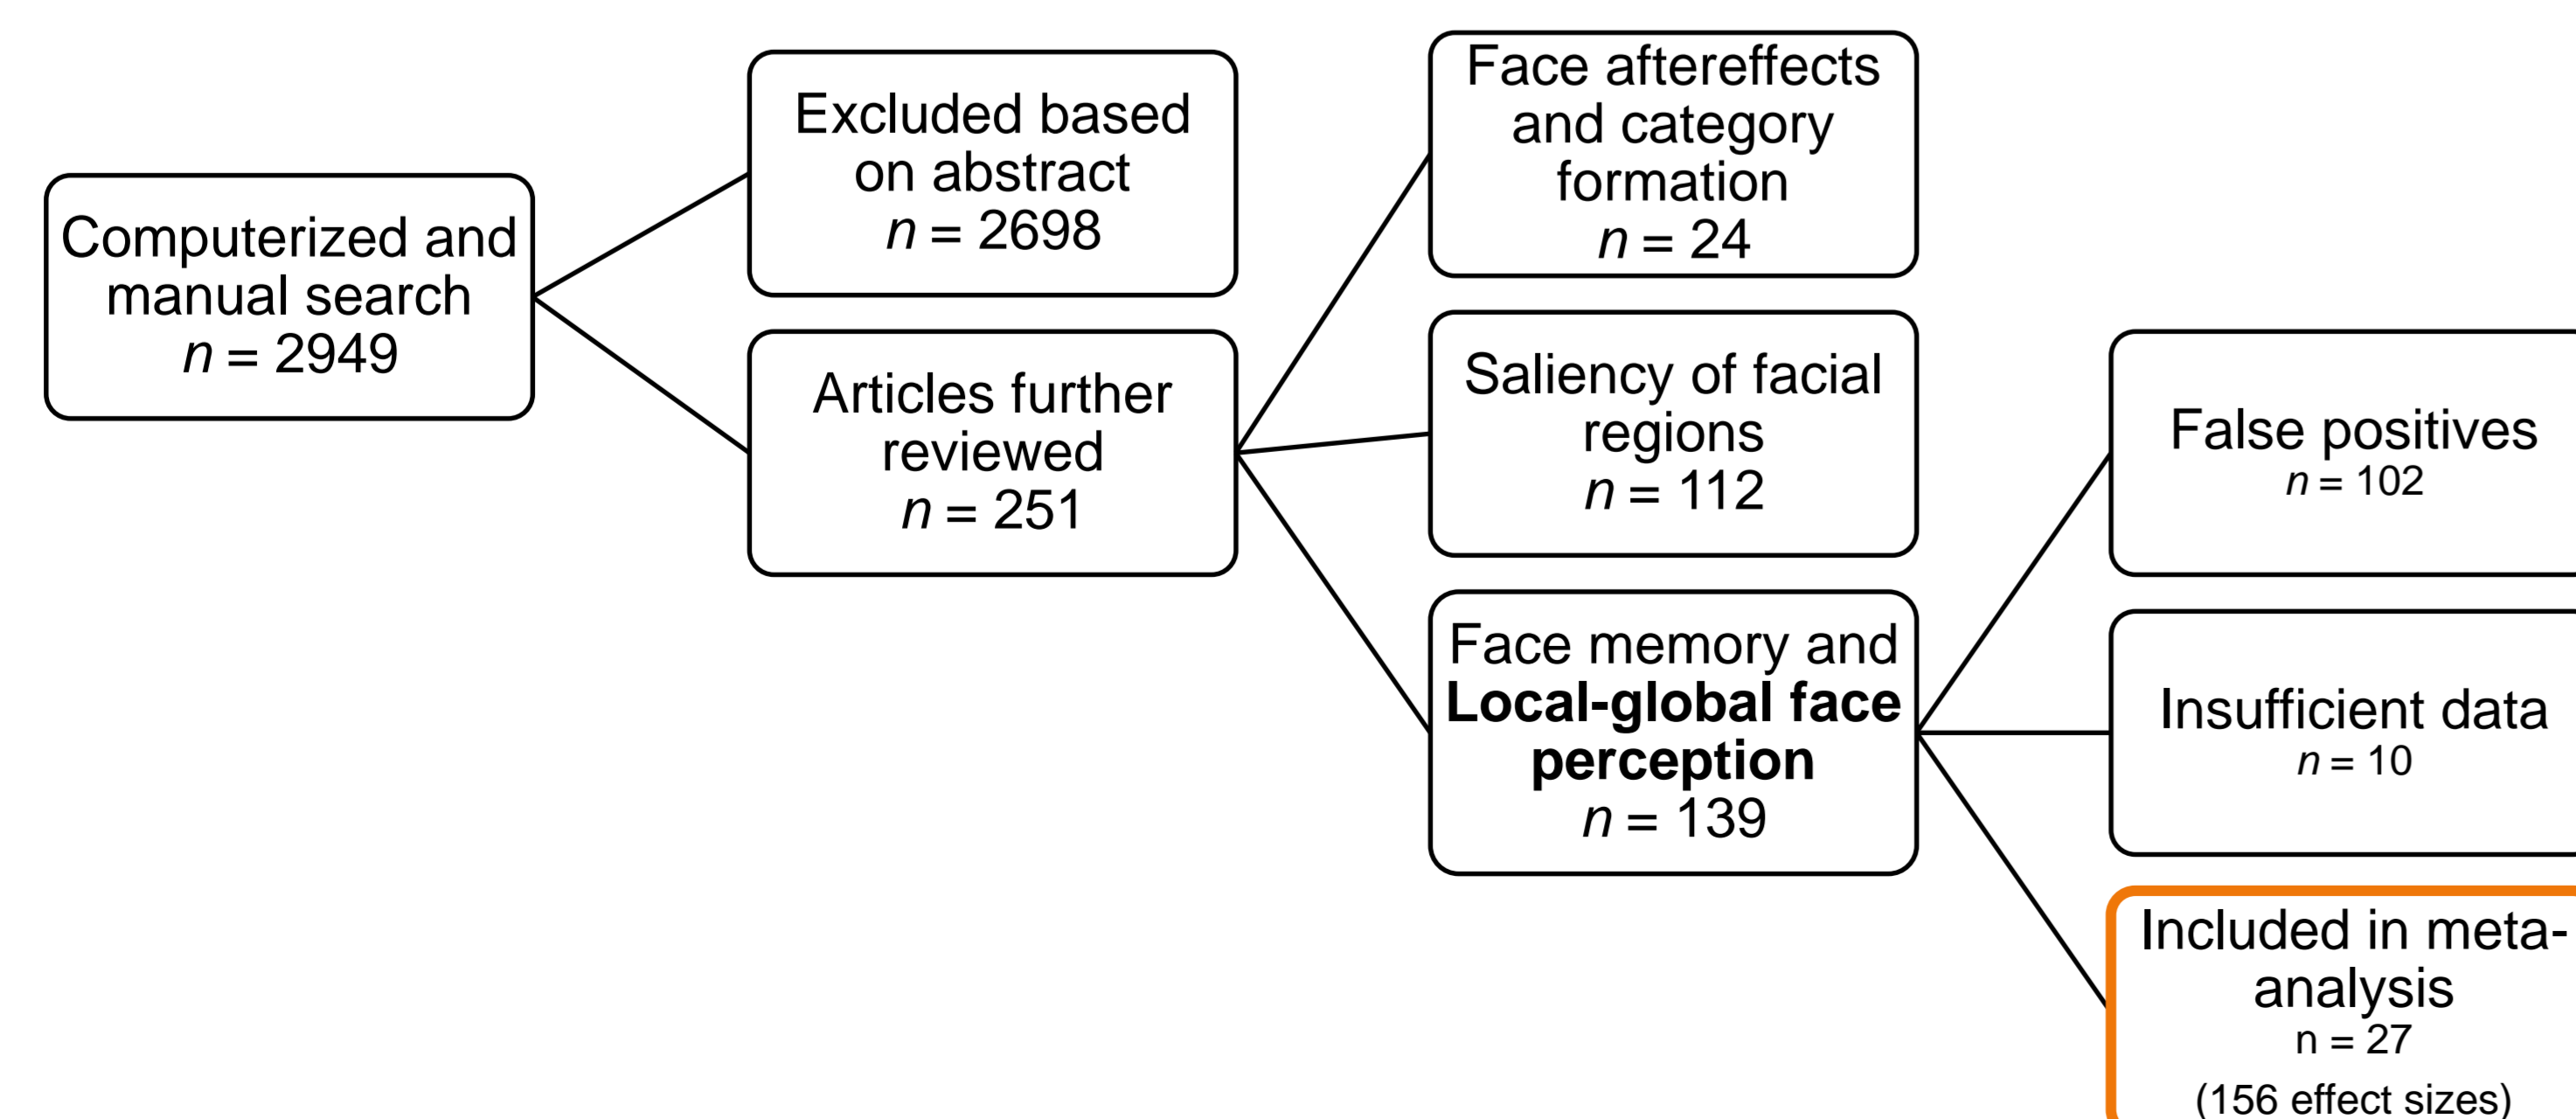 Computerized and
manual search
n = 2949
Excluded based
on abstract
n = 2698
Articles further
reviewed
n = 251
Face aftereffects
and category
formation
n = 24
Saliency of facial
regions
n = 112
Face memory and
Local-global face
perception
n = 139
False positives
n = 102
Insufficient data
n = 10
Included in meta-
analysis
n = 27
(156 effect sizes)